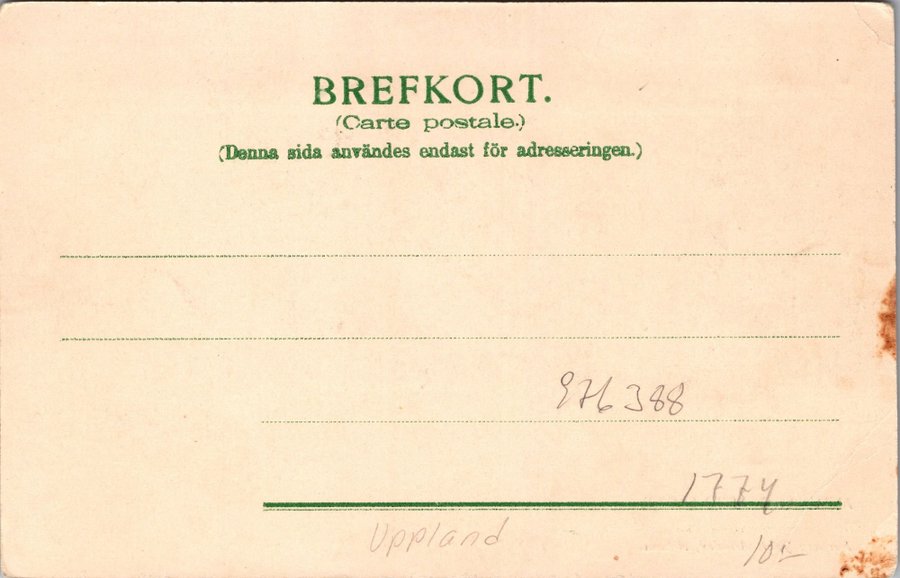 BREFKORT.
(Carte postale.)
(Denna sida användes endast för adresseringen.)
976388
1774
Uppland
10:-